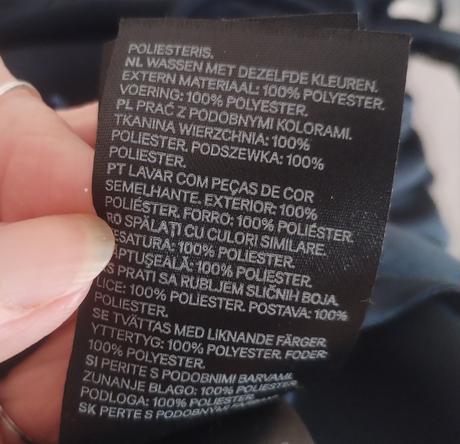 POLIESTERIS.
NL WASSEN MET DEZELFDE KLEUREN.
EXTERN MATERIAAL: 100% POLYESTER.
VOERING: 100% POLYESTER.
PL PRAĆ Z PODOBNYMI KOLORAMI.
TKANINA WIERZCHNIA: 100%
POLIESTER. PODSZEWKA: 100%
POLIESTER.
PT LAVAR COM PEÇAS DE COR
SEMELHANTE. EXTERIOR: 100%
POLIÉSTER. FORRO: 100% POLIÉSTER.
RO SPĂLAȚI CU CULORI SIMILARE.
ESATURĂ: 100% POLIESTER.
ĂPTUȘEALĂ: 100% POLIESTER.
S PRATI SA RUBLJEM SLIČNIH BOJA.
LICE: 100% POLIESTER. POSTAVA: 100%
POLIESTER.
SE TVÄTTAS MED LIKNANDE FÄRGER.
YTTERTYG: 100% POLYESTER. FODER:
100% POLYESTER.
SI PERITE S PODOBNIMI BARVAMI.
ZUNANJE BLAGO: 100% POLIESTER.
PODLOGA: 100% POLIESTER.
SK PERTE S PODOBNÝMI